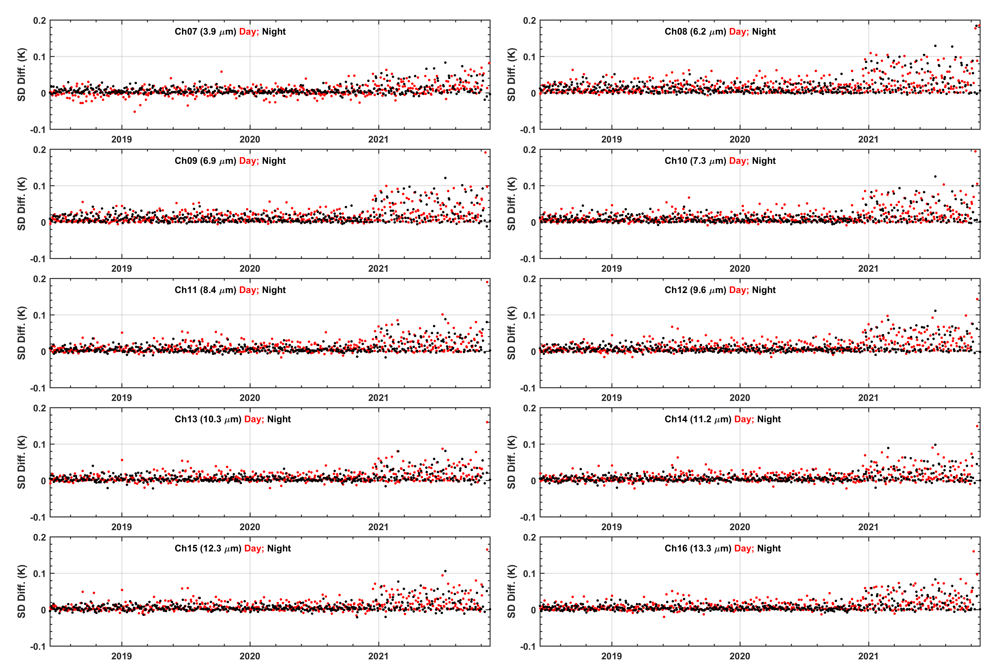 0.2 Ch07 (3.9 μm) Day; Night
SD Diff. (K)
0.1
0
-0.1
2019 2020 2021
0.2 Ch08 (6.2 μm) Day; Night
SD Diff. (K)
0.1
0
-0.1
2019 2020 2021
0.2 Ch09 (6.9 μm) Day; Night
SD Diff. (K)
0.1
0
-0.1
2019 2020 2021
0.2 Ch10 (7.3 μm) Day; Night
SD Diff. (K)
0.1
0
-0.1
2019 2020 2021
0.2 Ch11 (8.4 μm) Day; Night
SD Diff. (K)
0.1
0
-0.1
2019 2020 2021
0.2 Ch12 (9.6 μm) Day; Night
SD Diff. (K)
0.1
0
-0.1
2019 2020 2021
0.2 Ch13 (10.3 μm) Day; Night
SD Diff. (K)
0.1
0
-0.1
2019 2020 2021
0.2 Ch14 (11.2 μm) Day; Night
SD Diff. (K)
0.1
0
-0.1
2019 2020 2021
0.2 Ch15 (12.3 μm) Day; Night
SD Diff. (K)
0.1
0
-0.1
2019 2020 2021
0.2 Ch16 (13.3 μm) Day; Night
SD Diff. (K)
0.1
0
-0.1
2019 2020 2021